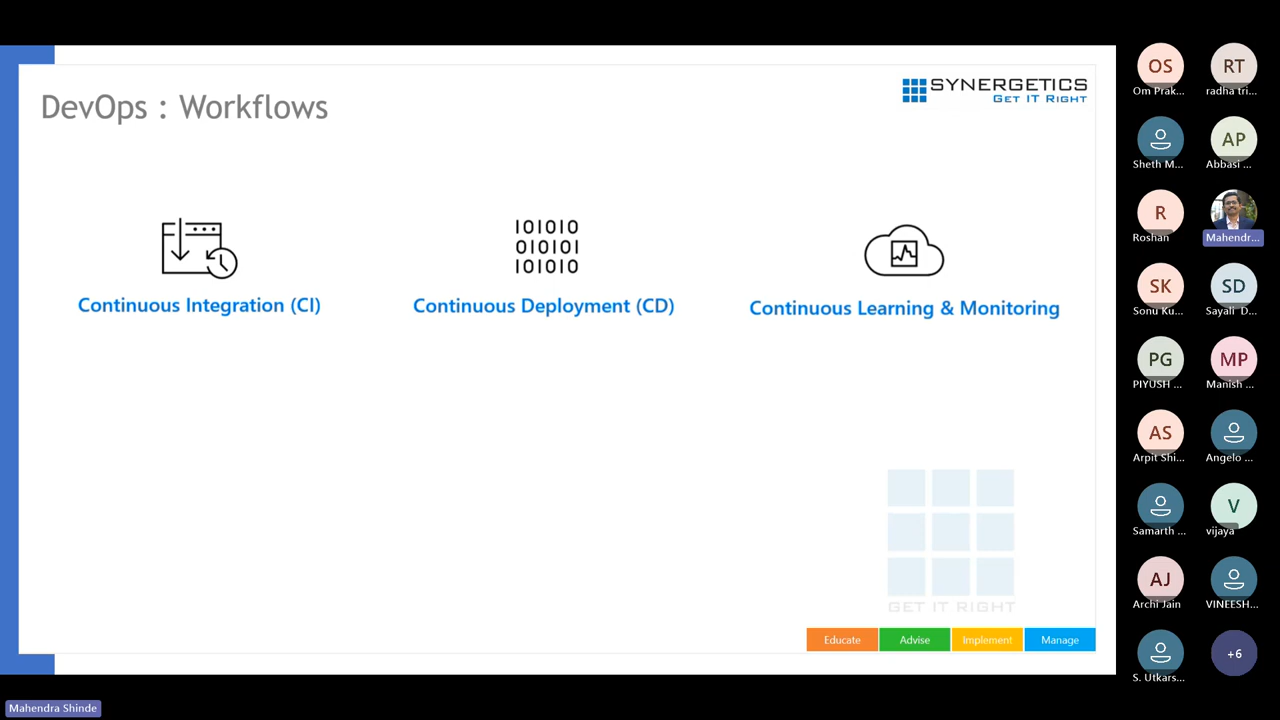 DevOps : Workflows
SYNERGETICS
GET IT RIGHT
101010
010101
101010
Continuous Integration (CI)
Continuous Deployment (CD)
Continuous Learning & Monitoring
GET IT RIGHT
Educate
Advise
Implement
Manage
OS
Om Prak...
RT
radha tri...
Sheth M...
AP
Abbasi ...
R
Roshan
Mahendr...
SK
Sonu Ku...
SD
Sayali D...
PG
PIYUSH ...
MP
Manish ...
AS
Arpit Shi...
Angelo ...
Samarth ...
V
vijaya
AJ
Archi Jain
VINEESH...
S. Utkars...
+6
Mahendra Shinde